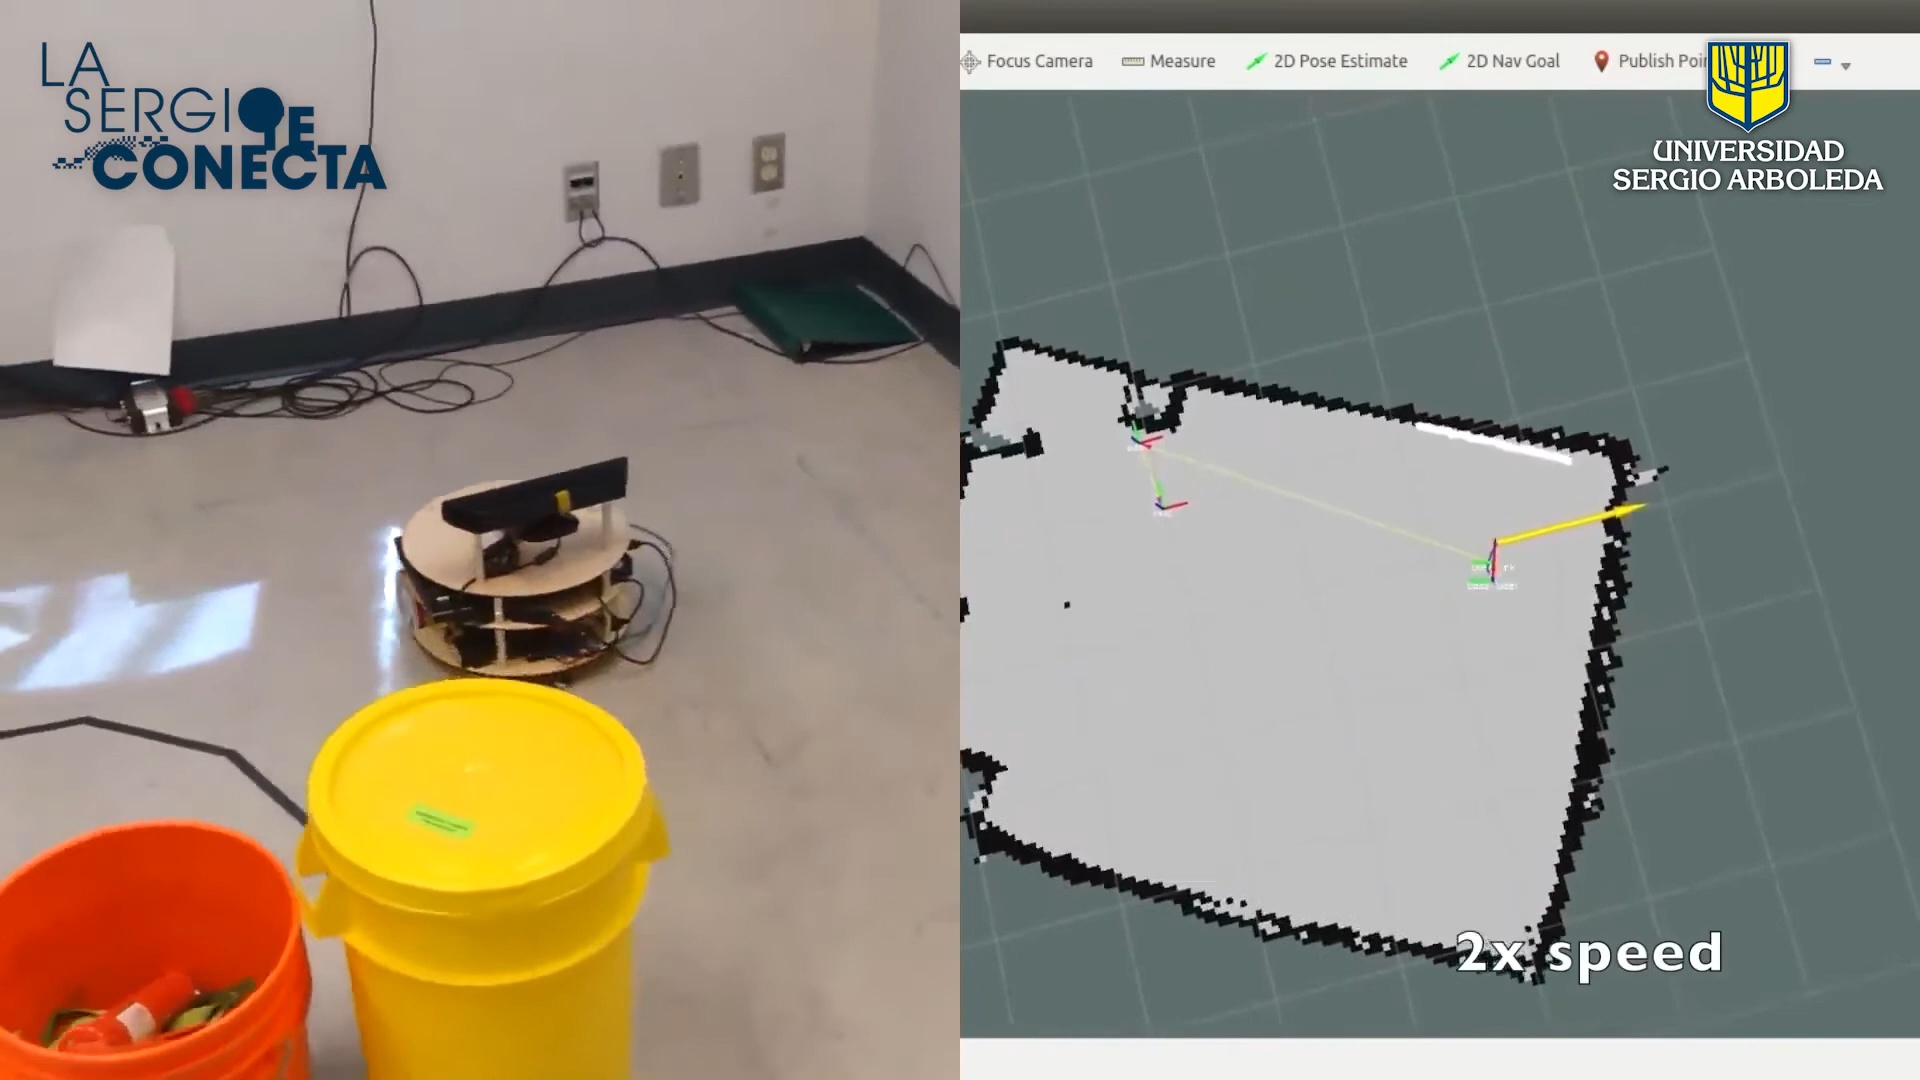 LA
SERGIO TE
CONECTA
Focus Camera
Measure
2D Pose Estimate
2D Nav Goal
Publish Poi
UNIVERSIDAD
SERGIO ARBOLEDA
2x speed